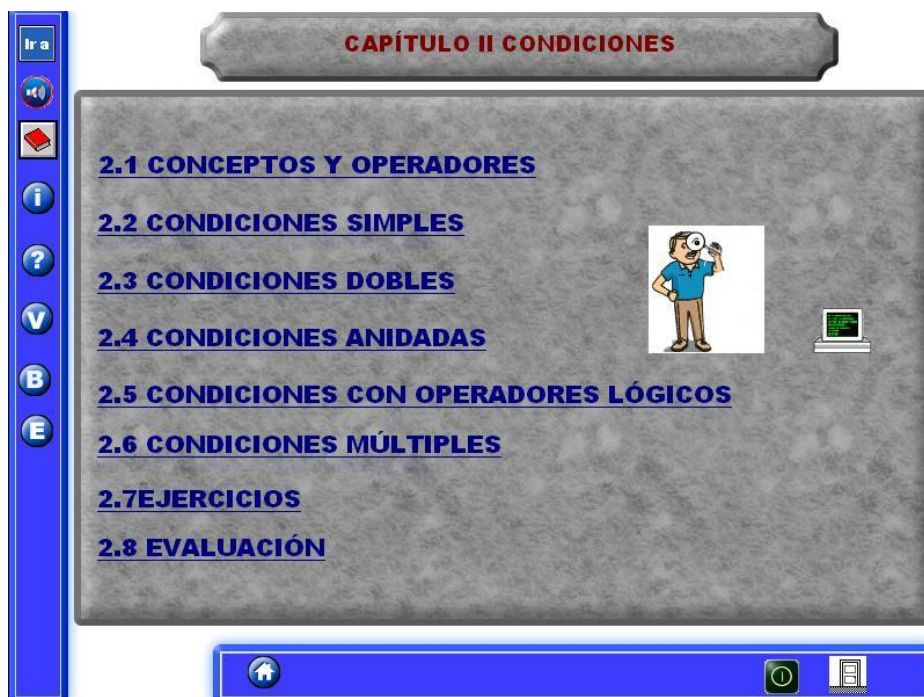 Ir a
CAPÍTULO II CONDICIONES
2.1 CONCEPTOS Y OPERADORES
2.2 CONDICIONES SIMPLES
2.3 CONDICIONES DOBLES
2.4 CONDICIONES ANIDADAS
2.5 CONDICIONES CON OPERADORES LÓGICOS
2.6 CONDICIONES MÚLTIPLES
2.7EJERCICIOS
2.8 EVALUACIÓN
i
?
V
B
E